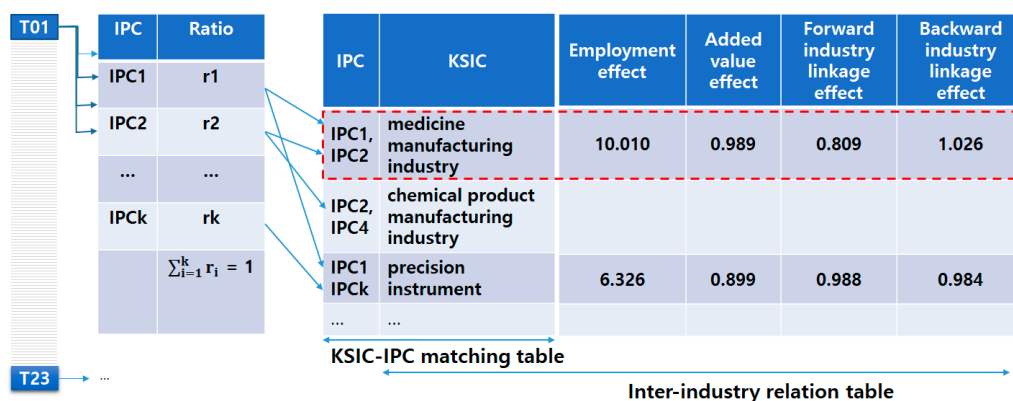 T01
IPC Ratio
IPC1 r1
IPC2 r2
... ...
IPCk rk
∑ᵏᵢ₌₁ rᵢ = 1
T23 ...
IPC KSIC Employment effect Added value effect Forward industry linkage effect Backward industry linkage effect
IPC1, IPC2 medicine manufacturing industry 10.010 0.989 0.809 1.026
IPC2, IPC4 chemical product manufacturing industry
IPC1 IPCk precision instrument 6.326 0.899 0.988 0.984
... ...
KSIC-IPC matching table
Inter-industry relation table